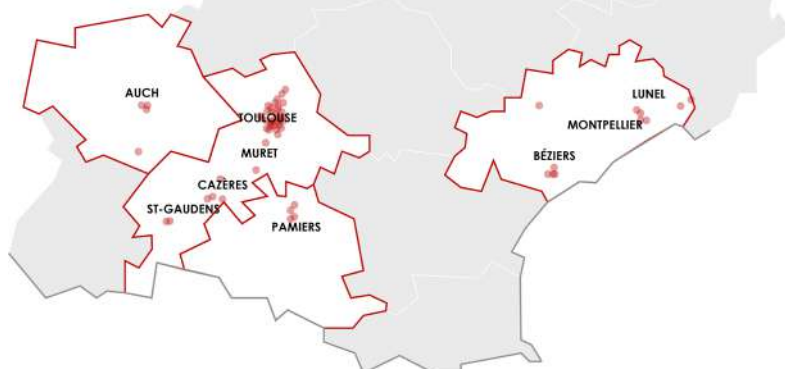 AUCH
LUNEL
TOULOUSE
MONTPELLIER
MURET
BÉZIERS
CAZÈRES
ST-GAUDENS
PAMIERS